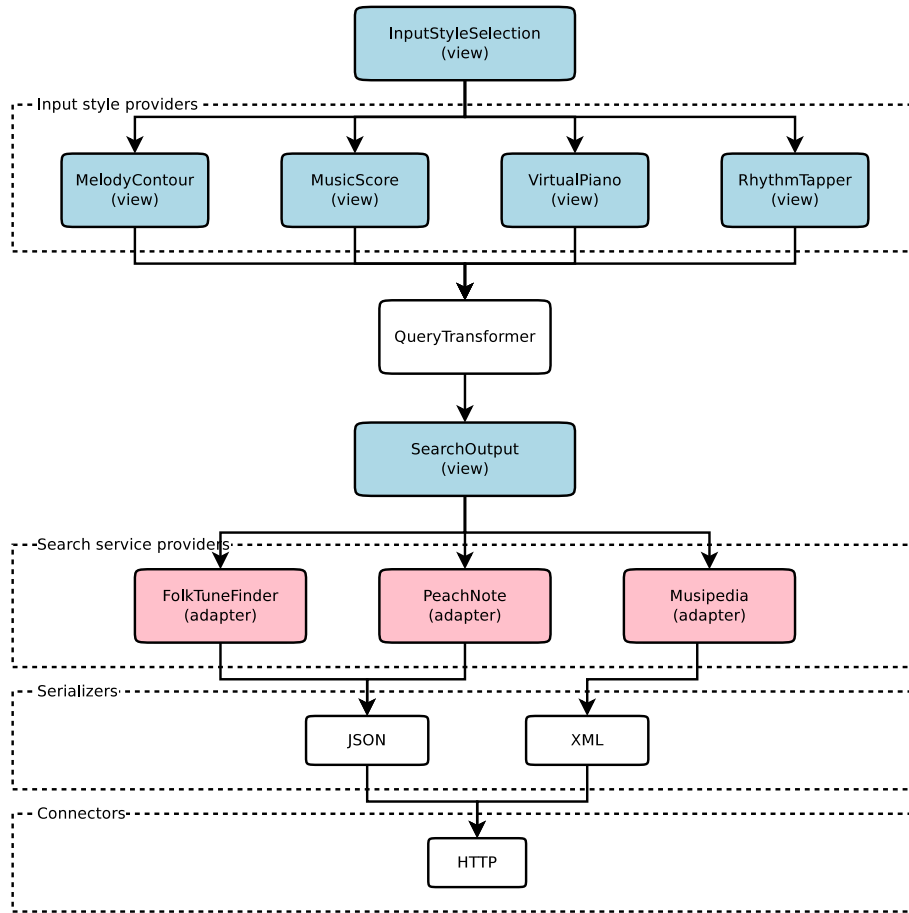 InputStyleSelection
(view)
Input style providers
MelodyContour
(view)
MusicScore
(view)
VirtualPiano
(view)
RhythmTapper
(view)
QueryTransformer
SearchOutput
(view)
Search service providers
FolkTuneFinder
(adapter)
PeachNote
(adapter)
Musipedia
(adapter)
Serializers
JSON
XML
Connectors
HTTP